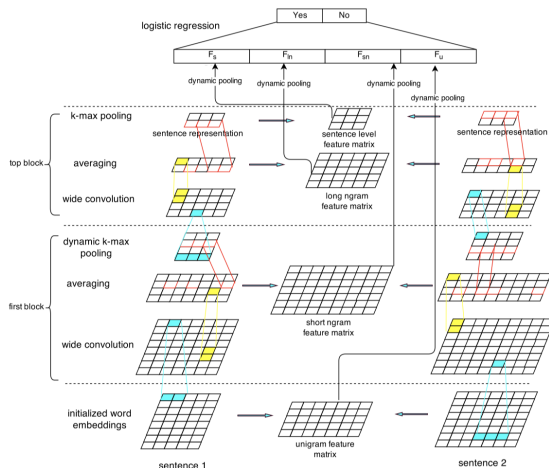 Yes No
logistic regression
Fs Fln Fsn Fu
dynamic pooling dynamic pooling dynamic pooling
dynamic pooling
k-max pooling
sentence representation
sentence level
feature matrix
sentence representation
top block
averaging
long ngram
feature matrix
wide convolution
dynamic k-max
pooling
averaging
first block
short ngram
feature matrix
wide convolution
initialized word
embeddings
unigram feature
matrix
sentence 1
sentence 2